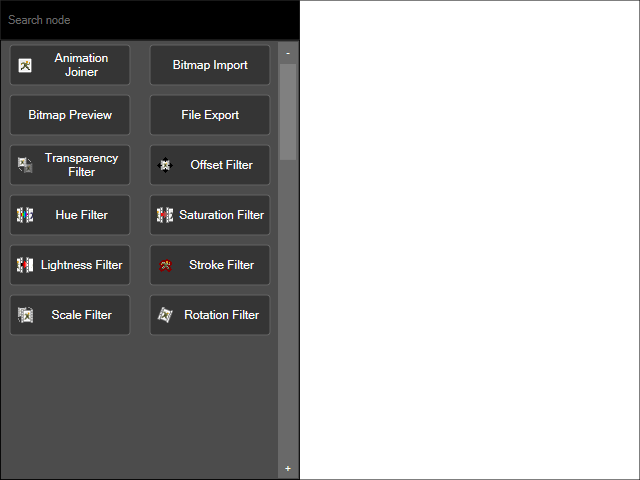 Search node
-
Animation
Joiner
Bitmap Import
Bitmap Preview
File Export
Transparency
Filter
Offset Filter
Hue Filter
Saturation Filter
Lightness Filter
Stroke Filter
Scale Filter
Rotation Filter
+